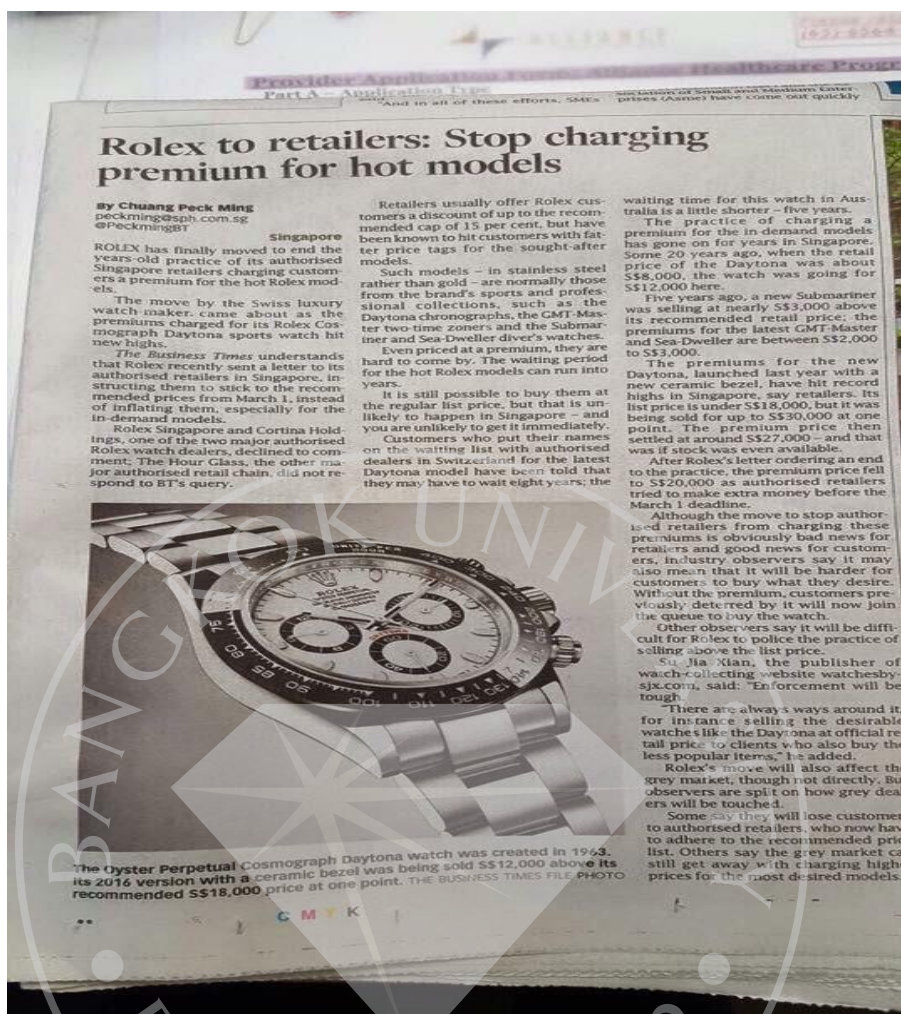 Provider Application
Healthcare Progr
Part A – Application Type
"And in all of these efforts, SMEs
sociation of Small and Medium Enter-
prises (Asme) have come out quickly
Rolex to retailers: Stop charging
premium for hot models
By Chuang Peck Ming
peckming@sph.com.sg
@PeckmingBT
Singapore
ROLEX has finally moved to end the
years-old practice of its authorised
Singapore retailers charging custom-
ers a premium for the hot Rolex mod-
els.
The move by the Swiss luxury
watch maker came about as the
premiums charged for its Rolex Cos-
mograph Daytona sports watch hit
new highs.
The Business Times understands
that Rolex recently sent a letter to its
authorised retailers in Singapore, in-
structing them to stick to the recom-
mended prices from March 1, instead
of inflating them, especially for the
in-demand models.
Rolex Singapore and Cortina Hold-
ings, one of the two major authorised
Rolex watch dealers, declined to com-
ment; The Hour Glass, the other ma-
jor authorised retail chain, did not re-
spond to BT's query.
Retailers usually offer Rolex cus-
tomers a discount of up to the recom-
mended cap of 15 per cent, but have
been known to hit customers with fat-
ter price tags for the sought-after
models.
Such models – in stainless steel
rather than gold – are normally those
from the brand's sports and profes-
sional collections, such as the
Daytona chronographs, the GMT-Mas-
ter two-time zoners and the Submar-
iner and Sea-Dweller diver's watches.
Even priced at a premium, they are
hard to come by. The waiting period
for the hot Rolex models can run into
years.
It is still possible to buy them at
the regular list price, but that is un-
likely to happen in Singapore – and
you are unlikely to get it immediately.
Customers who put their names
on the waiting list with authorised
dealers in Switzerland for the latest
Daytona model have been told that
they may have to wait eight years; the
waiting time for this watch in Aus-
tralia is a little shorter – five years.
The practice of charging a
premium for the in-demand models
has gone on for years in Singapore.
Some 20 years ago, when the retail
price of the Daytona was about
S$8,000, the watch was going for
S$12,000 here.
Five years ago, a new Submariner
was selling at nearly S$3,000 above
its recommended retail price; the
premiums for the latest GMT-Master
and Sea-Dweller are between S$2,000
to S$3,000.
The premiums for the new
Daytona, launched last year with a
new ceramic bezel, have hit record
highs in Singapore, say retailers. Its
list price is under S$18,000, but it was
being sold for up to S$30,000 at one
point. The premium price then
settled at around S$27,000 – and that
was if stock was even available.
After Rolex's letter ordering an end
to the practice, the premium price fell
to S$20,000 as authorised retailers
tried to make extra money before the
March 1 deadline.
Although the move to stop author-
ised retailers from charging these
premiums is obviously bad news for
retailers and good news for custom-
ers, industry observers say it may
also mean that it will be harder for
customers to buy what they desire.
Without the premium, customers pre-
viously deterred by it will now join
the queue to buy the watch.
Other observers say it will be diffi-
cult for Rolex to police the practice of
selling above the list price.
Su Jia Xian, the publisher of
watch-collecting website watchesby-
sjx.com, said: "Enforcement will be
tough.
"There are always ways around it,
for instance selling the desirable
watches like the Daytona at official re
tail price to clients who also buy the
less popular items," he added.
Rolex's move will also affect the
grey market, though not directly. Bu
observers are split on how grey deal
ers will be touched.
Some say they will lose customer
to authorised retailers, who now hav
to adhere to the recommended pric
list. Others say the grey market ca
still get away with charging high
prices for the most desired models
ROLEX
75
80
85
90
100
110
120
130
140
The Oyster Perpetual Cosmograph Daytona watch was created in 1963.
its 2016 version with a ceramic bezel was being sold S$12,000 above its
recommended S$18,000 price at one point. THE BUSINESS TIMES FILE PHOTO
C M Y K
BANGKOK UNIV